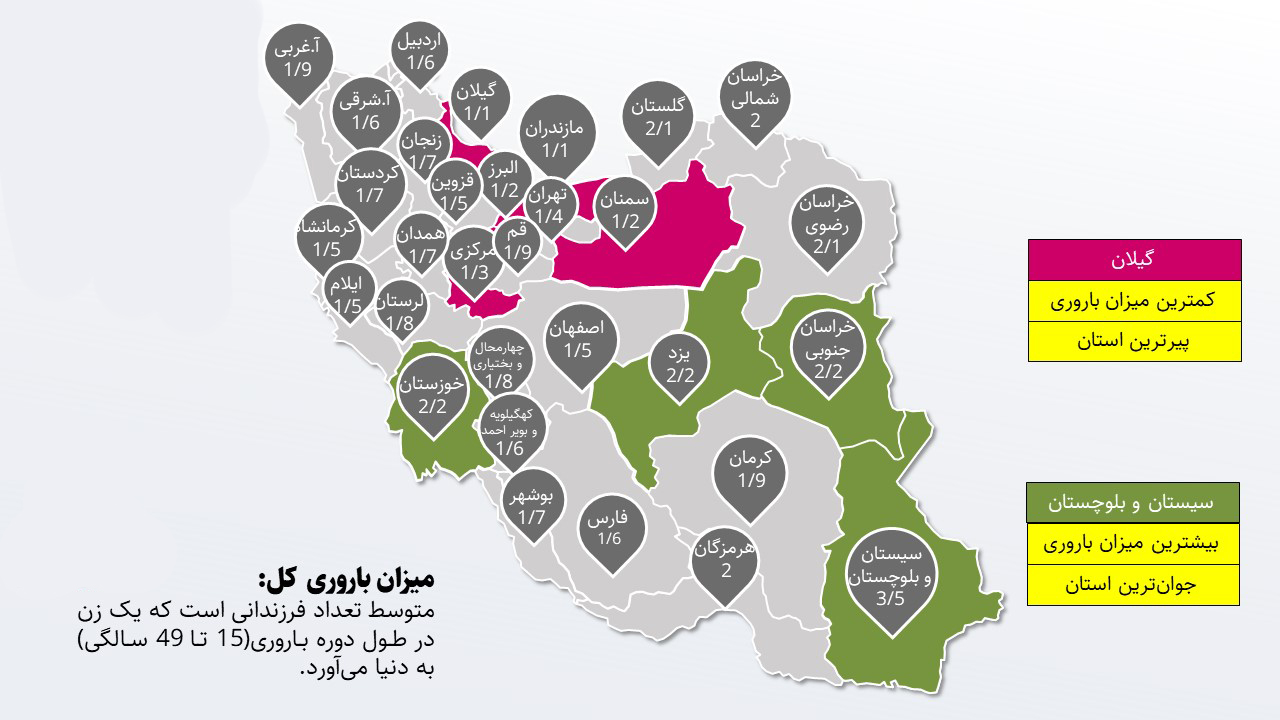 آ.غربی
1/9
اردبیل
1/6
آ.شرقی
1/6
گیلان
1/1
مازندران
1/1
گلستان
2/1
خراسان
شمالی
2
زنجان
1/7
کردستان
1/7
قزوین
1/5
البرز
1/2
تهران
1/4
سمنان
1/2
خراسان
رضوی
2/1
کرمانشاه
1/5
همدان
1/7
مرکزی
1/3
قم
1/9
ایلام
1/5
لرستان
1/8
چهارمحال
و بختیاری
1/8
اصفهان
1/5
یزد
2/2
خراسان
جنوبی
2/2
خوزستان
2/2
کهگیلویه
و بویر احمد
1/6
بوشهر
1/7
فارس
1/6
کرمان
1/9
هرمزگان
2
سیستان
و بلوچستان
3/5
گیلان
کمترین میزان باروری
پیرترین استان
سیستان و بلوچستان
بیشترین میزان باروری
جوان‌ترین استان
میزان باروری کل:
متوسط تعداد فرزندانی است که یک زن
در طول دوره باروری(15 تا 49 سالگی)
به دنیا می‌آورد.